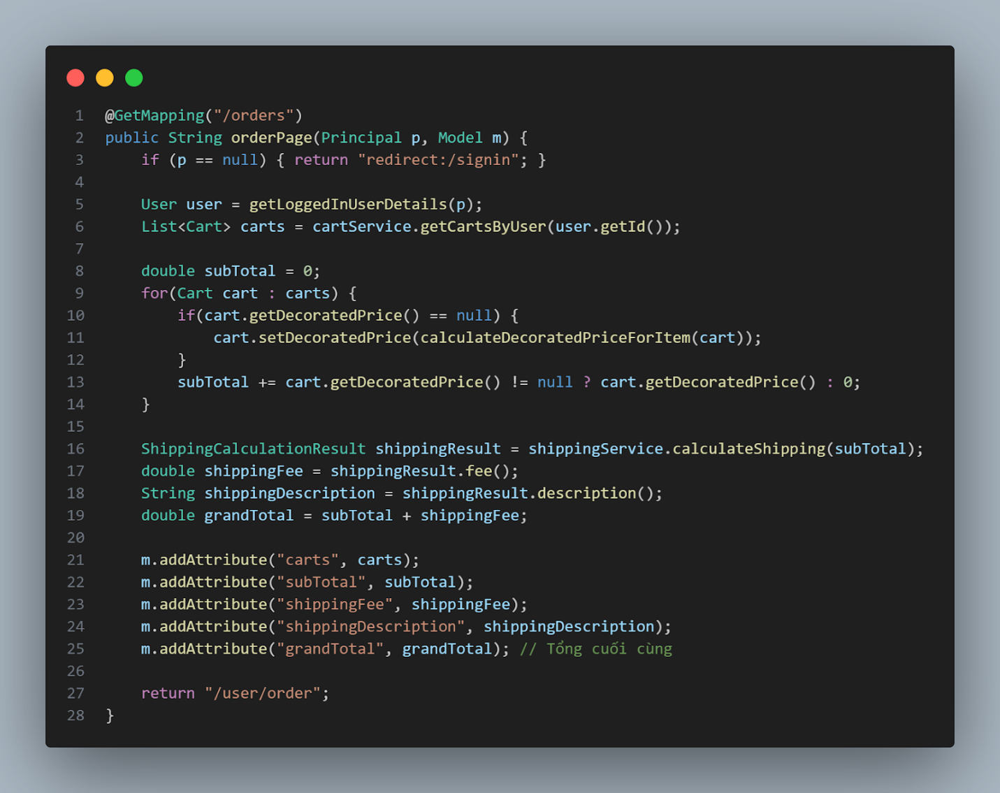 1 @GetMapping("/orders")
2 public String orderPage(Principal p, Model m) {
3     if (p == null) { return "redirect:/signin"; }
4
5     User user = getLoggedInUserDetails(p);
6     List<Cart> carts = cartService.getCartsByUser(user.getId());
7
8     double subTotal = 0;
9     for(Cart cart : carts) {
10         if(cart.getDecoratedPrice() == null) {
11             cart.setDecoratedPrice(calculateDecoratedPriceForItem(cart));
12         }
13         subTotal += cart.getDecoratedPrice() != null ? cart.getDecoratedPrice() : 0;
14     }
15
16     ShippingCalculationResult shippingResult = shippingService.calculateShipping(subTotal);
17     double shippingFee = shippingResult.fee();
18     String shippingDescription = shippingResult.description();
19     double grandTotal = subTotal + shippingFee;
20
21     m.addAttribute("carts", carts);
22     m.addAttribute("subTotal", subTotal);
23     m.addAttribute("shippingFee", shippingFee);
24     m.addAttribute("shippingDescription", shippingDescription);
25     m.addAttribute("grandTotal", grandTotal); // Tổng cuối cùng
26
27     return "/user/order";
28 }